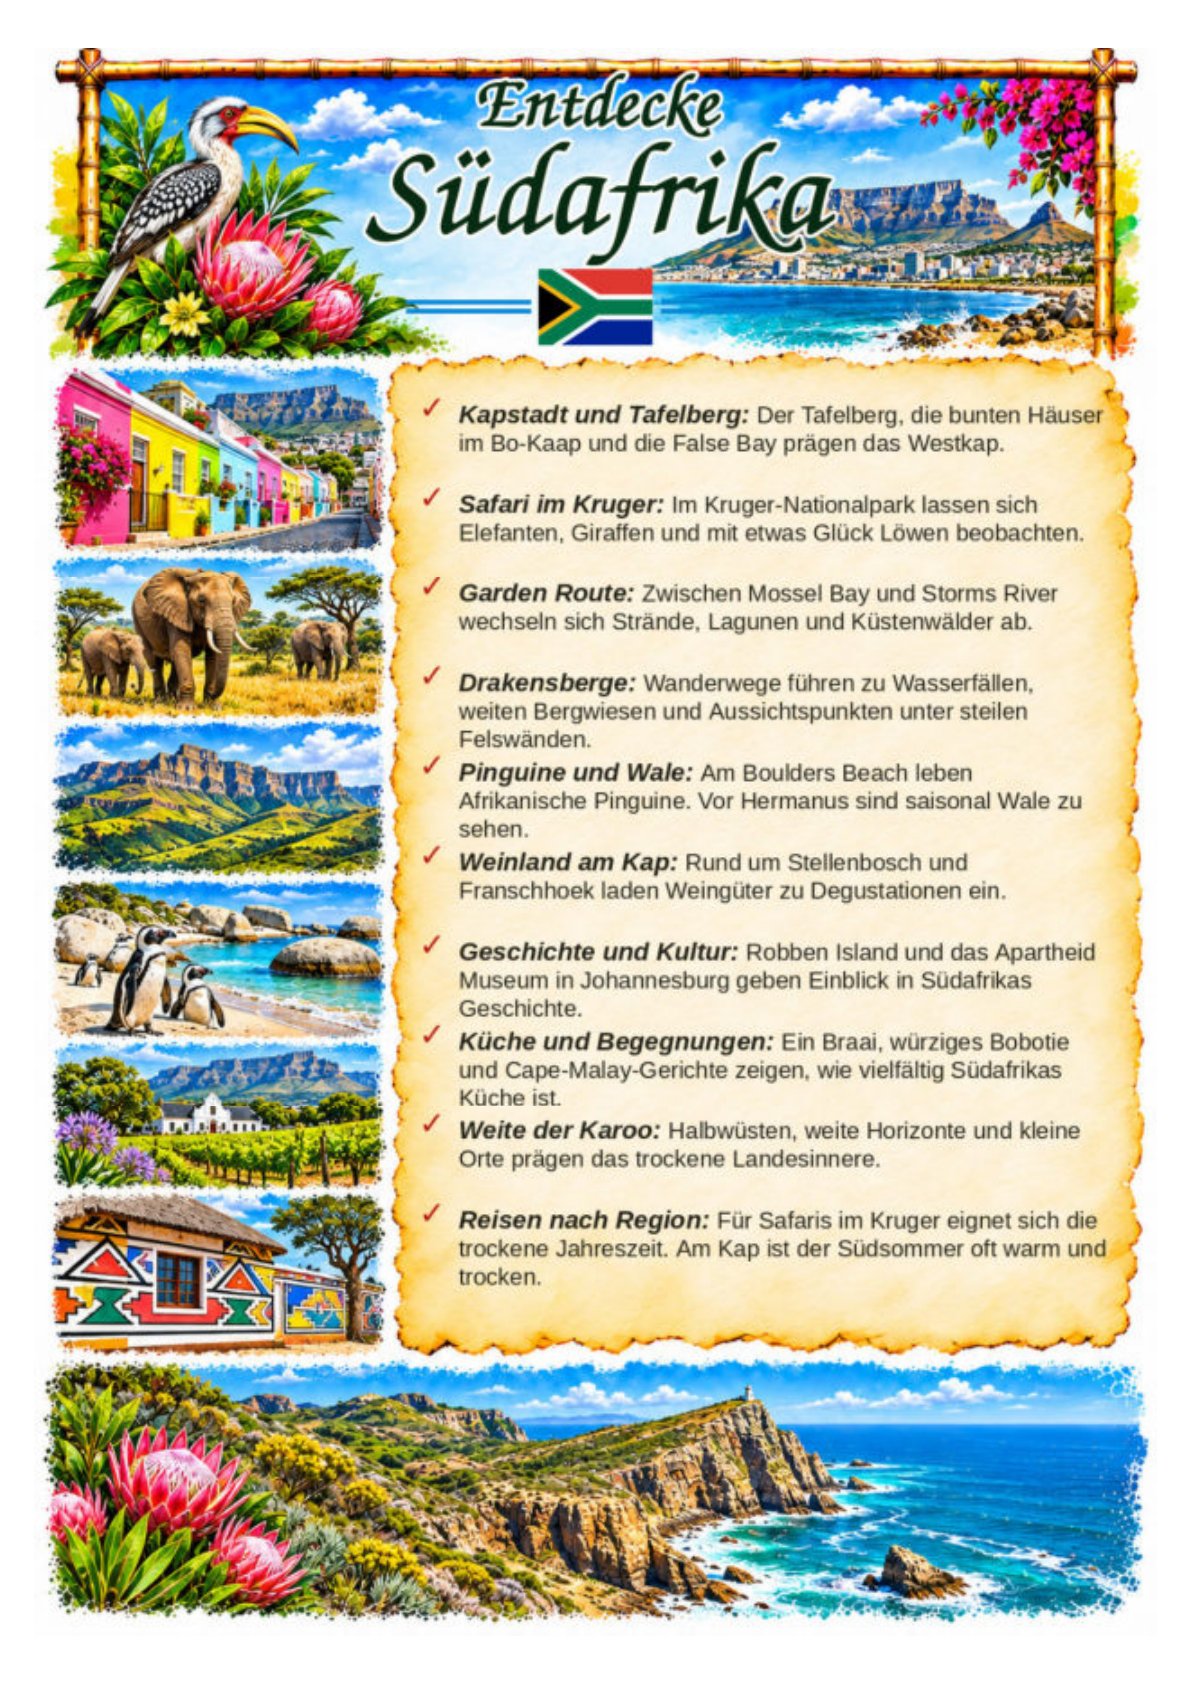 Entdecke
Südafrika
✓ Kapstadt und Tafelberg: Der Tafelberg, die bunten Häuser
im Bo-Kaap und die False Bay prägen das Westkap.
✓ Safari im Kruger: Im Kruger-Nationalpark lassen sich
Elefanten, Giraffen und mit etwas Glück Löwen beobachten.
✓ Garden Route: Zwischen Mossel Bay und Storms River
wechseln sich Strände, Lagunen und Küstenwälder ab.
✓ Drakensberge: Wanderwege führen zu Wasserfällen,
weiten Bergwiesen und Aussichtspunkten unter steilen
Felswänden.
✓ Pinguine und Wale: Am Boulders Beach leben
Afrikanische Pinguine. Vor Hermanus sind saisonal Wale zu
sehen.
✓ Weinland am Kap: Rund um Stellenbosch und
Franschhoek laden Weingüter zu Degustationen ein.
✓ Geschichte und Kultur: Robben Island und das Apartheid
Museum in Johannesburg geben Einblick in Südafrikas
Geschichte.
✓ Küche und Begegnungen: Ein Braai, würziges Bobotie
und Cape-Malay-Gerichte zeigen, wie vielfältig Südafrikas
Küche ist.
✓ Weite der Karoo: Halbwüsten, weite Horizonte und kleine
Orte prägen das trockene Landesinnere.
✓ Reisen nach Region: Für Safaris im Kruger eignet sich die
trockene Jahreszeit. Am Kap ist der Südsommer oft warm und
trocken.